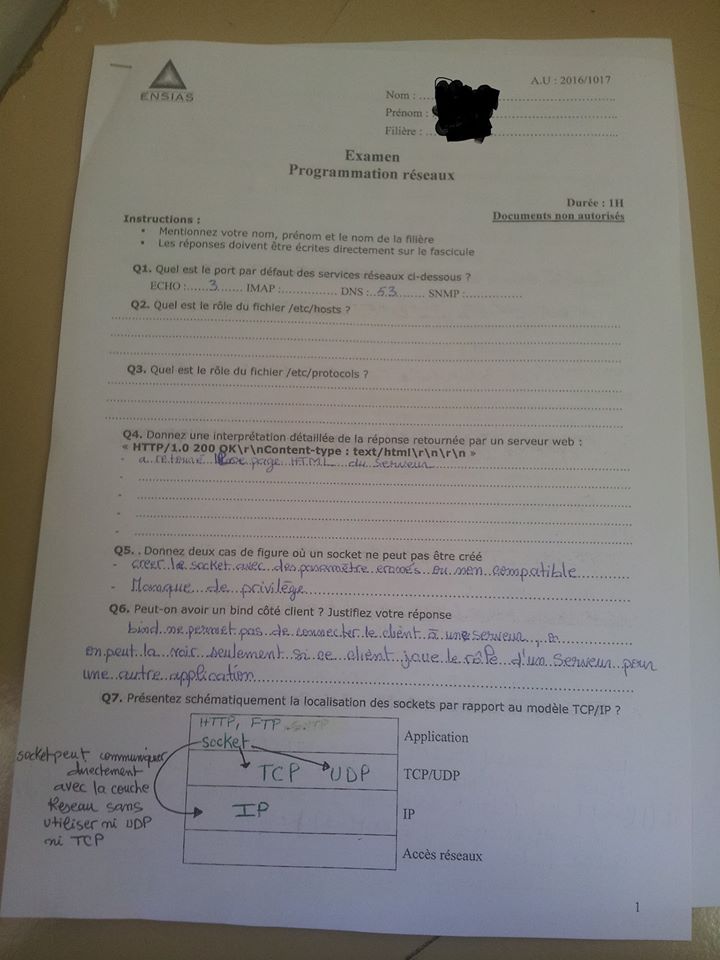 ENSIAS
A.U : 2016/1017
Nom : ..........
Prénom : ..........
Filière : ..........
Examen
Programmation réseaux
Durée : 1H
Documents non autorisés
Instructions :
• Mentionnez votre nom, prénom et le nom de la filière
• Les réponses doivent être écrites directement sur le fascicule
Q1. Quel est le port par défaut des services réseaux ci-dessous ?
ECHO :......3....... IMAP :............... DNS :..53........ SNMP :...............
Q2. Quel est le rôle du fichier /etc/hosts ?
Q3. Quel est le rôle du fichier /etc/protocols ?
Q4. Donnez une interprétation détaillée de la réponse retournée par un serveur web :
« HTTP/1.0 200 OK\r\nContent-type : text/html\r\n\r\n »
- a retourné page HTML du serveur
-
-
-
Q5. . Donnez deux cas de figure où un socket ne peut pas être créé
- creer la socket avec des paramètre erronés ou non compatible
- Manque de privilège
Q6. Peut-on avoir un bind côté client ? Justifiez votre réponse
bind ne permet pas de connecter le client à une serveur,
on peut la voir seulement si ce client joue le rôle d'un serveur pour
une autre application
Q7. Présentez schématiquement la localisation des sockets par rapport au modèle TCP/IP ?
HTTP, FTP
socket
Application
TCP UDP
TCP/UDP
IP
IP
Accès réseaux
socket peut communiquer
directement
avec la couche
Reseau sans
utiliser ni UDP
ni TCP
1